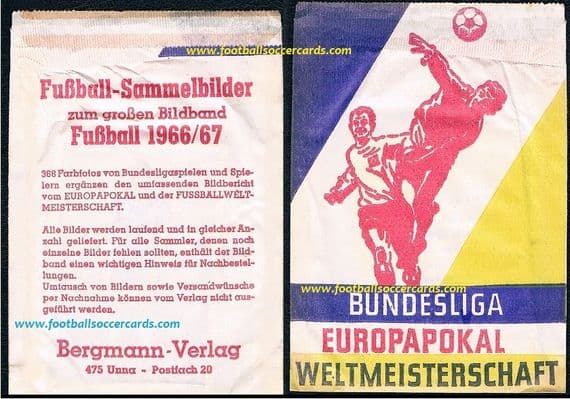 www.footballsoccercards.com
Fußball-Sammelbilder
zum großen Bildband
Fußball 1966/67
368 Farbfotos von Bundesligaspielen und Spie-
lern ergänzen den umfassenden Bildbericht
vom EUROPAPOKAL und der FUSSBALLWELT-
MEISTERSCHAFT.
Alle Bilder werden laufend und in gleicher An-
zahl geliefert. Für alle Sammler, denen noch
einzelne Bilder fehlen sollten, enthält der Bild-
band einen wichtigen Hinweis für Nachbestel-
lungen.
Umtausch von Bildern sowie Versandwünsche
per Nachnahme können vom Verlag nicht aus-
geführt werden.
www.footballsoccercards.com
Bergmann-Verlag
475 Unna - Postfach 20
www.footballsoccercards.com
www.footballsoccercards.com
BUNDESLIGA
EUROPAPOKAL
WELTMEISTERSCHAFT